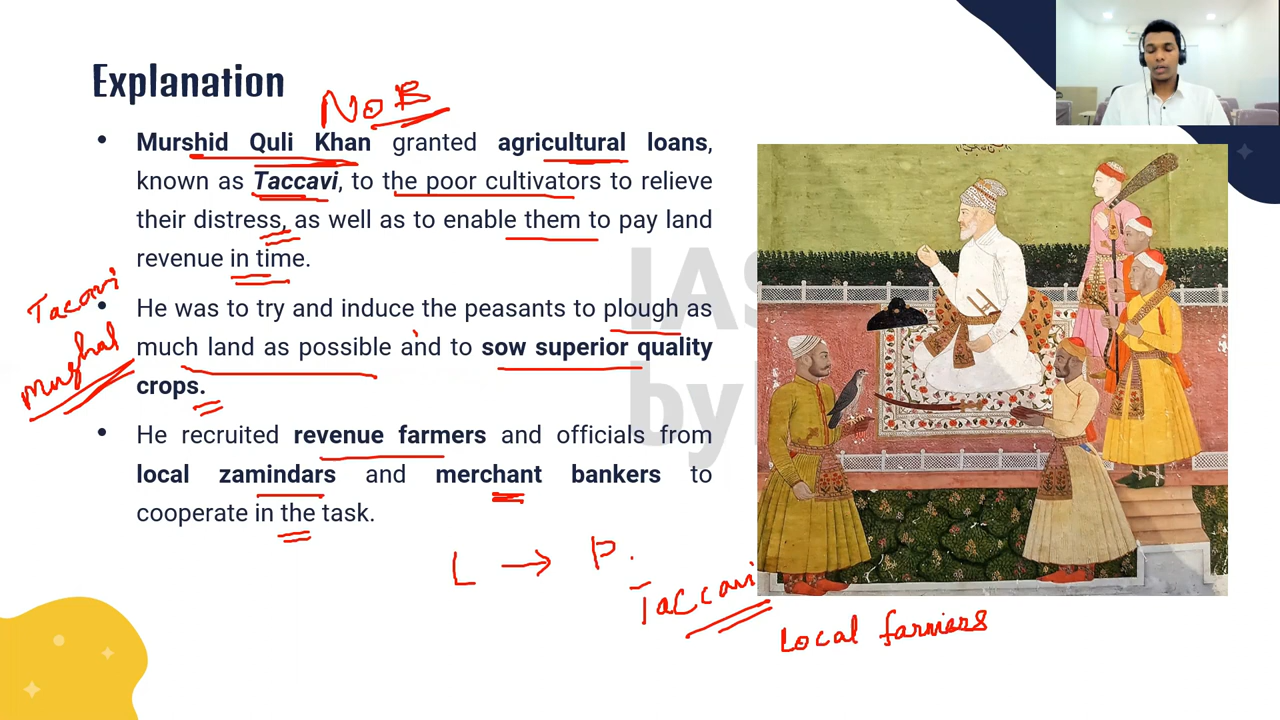 Explanation
NOB
Murshid Quli Khan granted agricultural loans,
known as Taccavi, to the poor cultivators to relieve
their distress, as well as to enable them to pay land
revenue in time.
Tacavi
Mughal
He was to try and induce the peasants to plough as
much land as possible and to sow superior quality
crops.
He recruited revenue farmers and officials from
local zamindars and merchant bankers to
cooperate in the task.
L → P.
Taccavi
Local farmers
IAS
by